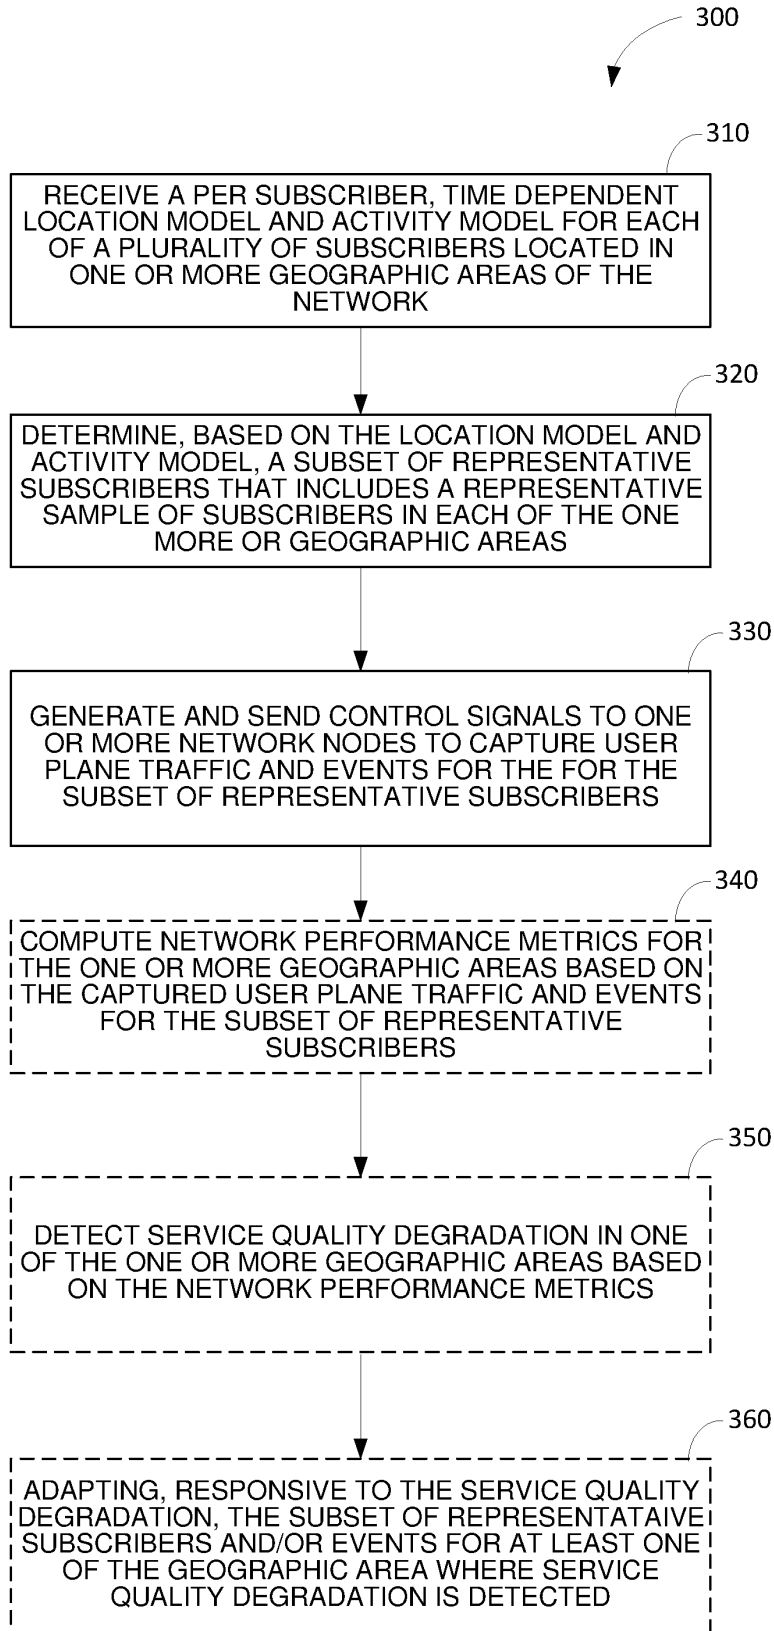 300
310
RECEIVE A PER SUBSCRIBER, TIME DEPENDENT
LOCATION MODEL AND ACTIVITY MODEL FOR EACH
OF A PLURALITY OF SUBSCRIBERS LOCATED IN
ONE OR MORE GEOGRAPHIC AREAS OF THE
NETWORK
320
DETERMINE, BASED ON THE LOCATION MODEL AND
ACTIVITY MODEL, A SUBSET OF REPRESENTATIVE
SUBSCRIBERS THAT INCLUDES A REPRESENTATIVE
SAMPLE OF SUBSCRIBERS IN EACH OF THE ONE
MORE OR GEOGRAPHIC AREAS
330
GENERATE AND SEND CONTROL SIGNALS TO ONE
OR MORE NETWORK NODES TO CAPTURE USER
PLANE TRAFFIC AND EVENTS FOR THE FOR THE
SUBSET OF REPRESENTATIVE SUBSCRIBERS
340
COMPUTE NETWORK PERFORMANCE METRICS FOR
THE ONE OR MORE GEOGRAPHIC AREAS BASED ON
THE CAPTURED USER PLANE TRAFFIC AND EVENTS
FOR THE SUBSET OF REPRESENTATIVE
SUBSCRIBERS
350
DETECT SERVICE QUALITY DEGRADATION IN ONE
OF THE ONE OR MORE GEOGRAPHIC AREAS BASED
ON THE NETWORK PERFORMANCE METRICS
360
ADAPTING, RESPONSIVE TO THE SERVICE QUALITY
DEGRADATION, THE SUBSET OF REPRESENTATAIVE
SUBSCRIBERS AND/OR EVENTS FOR AT LEAST ONE
OF THE GEOGRAPHIC AREA WHERE SERVICE
QUALITY DEGRADATION IS DETECTED